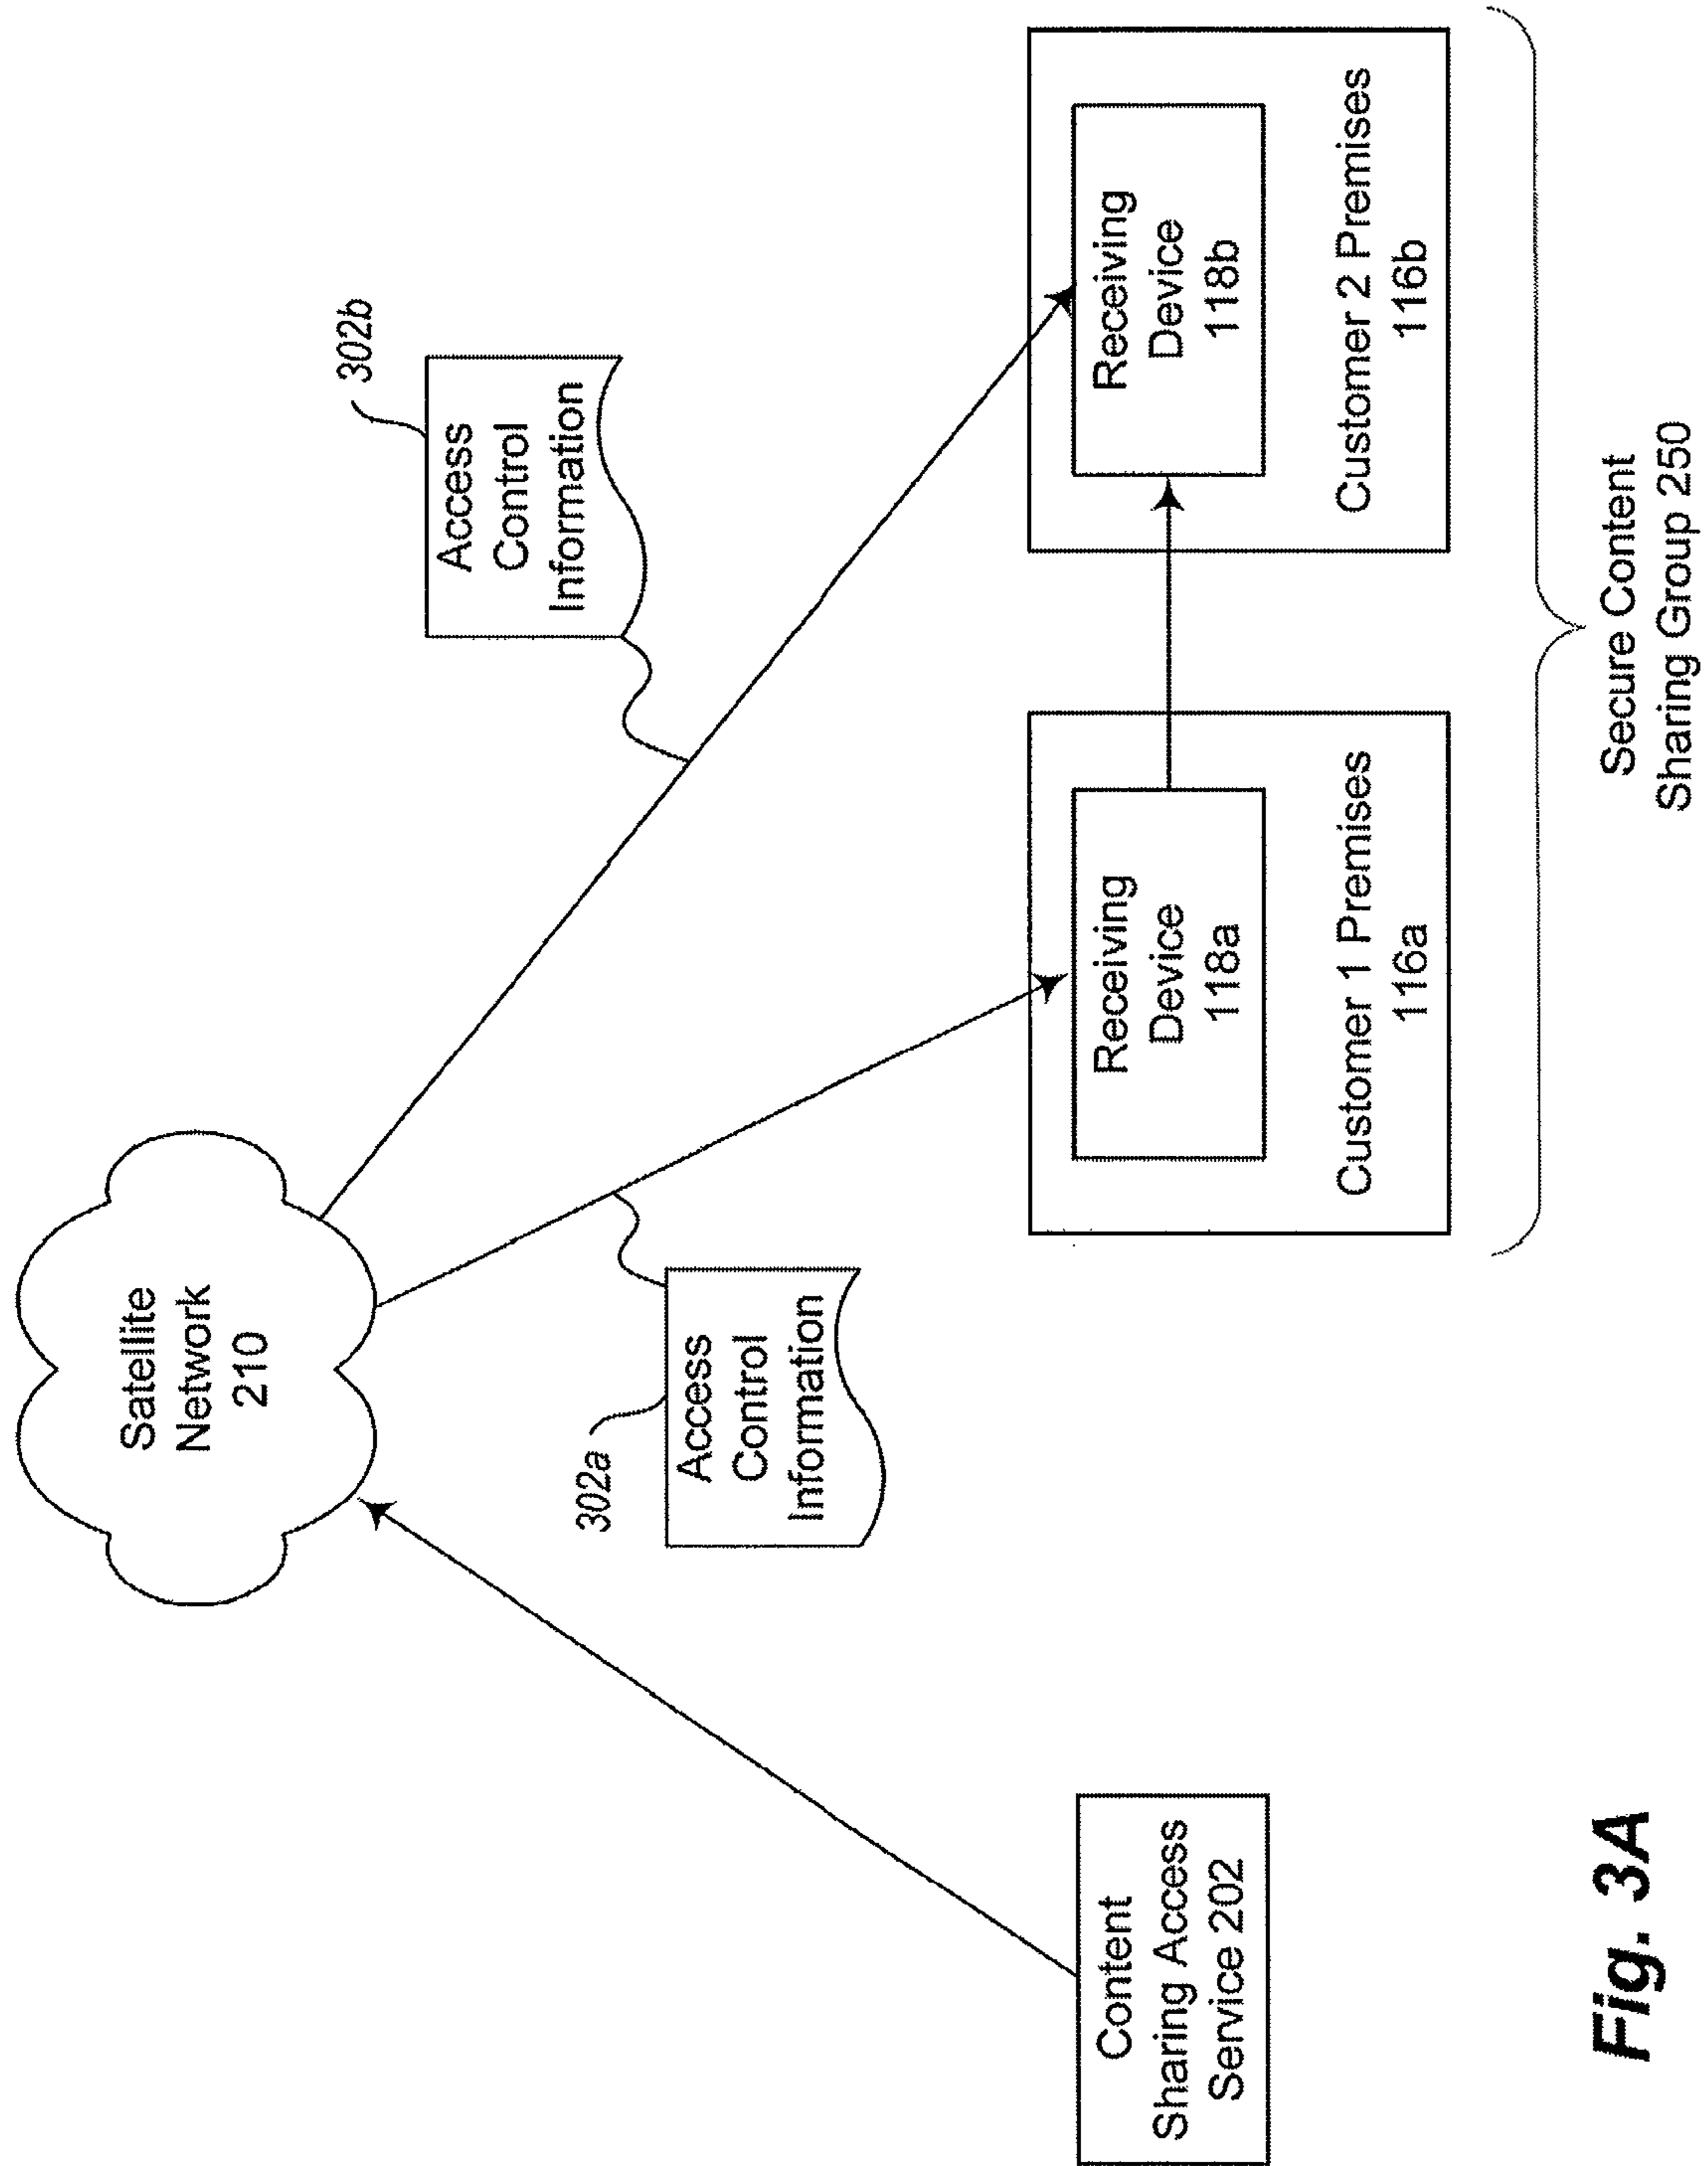 Satellite
Network
210
302b
Access
Control
Information
302a
Access
Control
Information
Content
Sharing Access
Service 202
Receiving
Device
118a
Customer 1 Premises
116a
Receiving
Device
118b
Customer 2 Premises
116b
Secure Content
Sharing Group 250
Fig. 3A